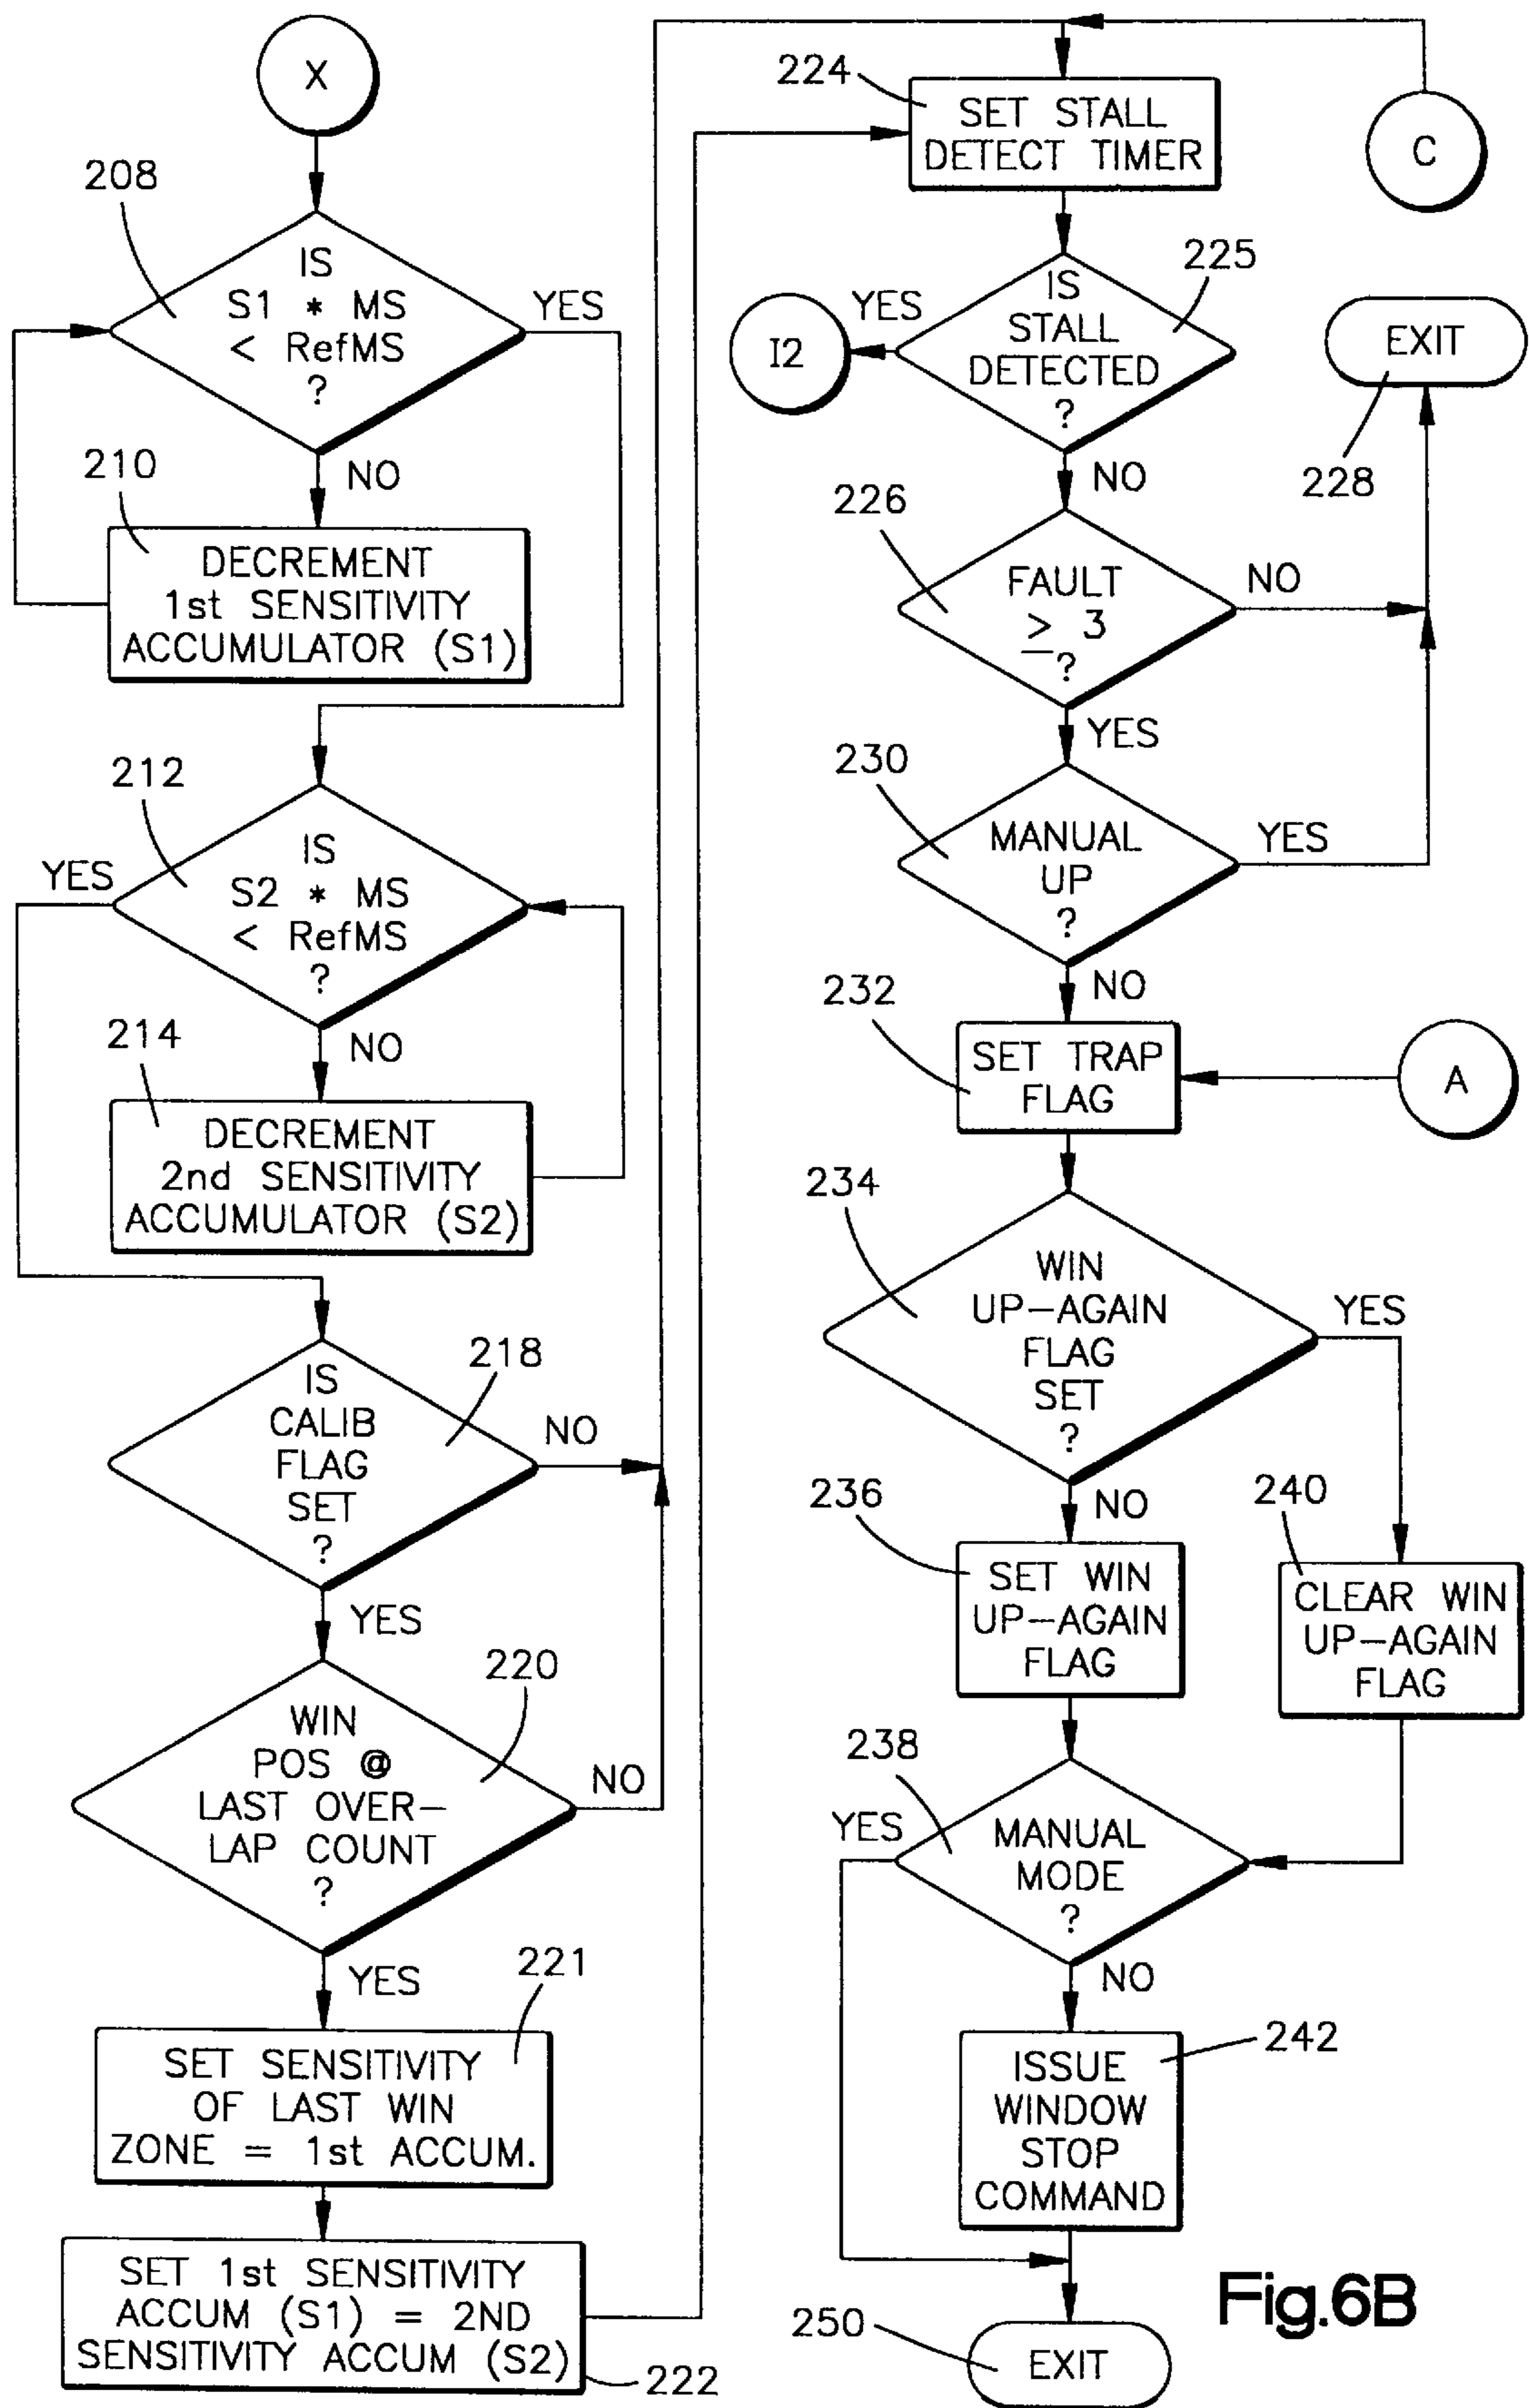 X
208
IS
S1 * MS
< RefMS
?
YES
NO
210
DECREMENT
1st SENSITIVITY
ACCUMULATOR (S1)
212
IS
S2 * MS
< RefMS
?
YES
NO
214
DECREMENT
2nd SENSITIVITY
ACCUMULATOR (S2)
218
IS
CALIB
FLAG
SET
?
NO
YES
220
WIN
POS @
LAST OVER-
LAP COUNT
?
NO
YES
221
SET SENSITIVITY
OF LAST WIN
ZONE = 1st ACCUM.
SET 1st SENSITIVITY
ACCUM (S1) = 2ND
SENSITIVITY ACCUM (S2)
222
224
SET STALL
DETECT TIMER
C
225
IS
STALL
DETECTED
?
YES
I2
NO
EXIT
228
226
FAULT
≥ 3
?
NO
YES
230
MANUAL
UP
?
YES
NO
232
SET TRAP
FLAG
A
234
WIN
UP-AGAIN
FLAG
SET
?
YES
NO
236
SET WIN
UP-AGAIN
FLAG
240
CLEAR WIN
UP-AGAIN
FLAG
238
MANUAL
MODE
?
YES
NO
242
ISSUE
WINDOW
STOP
COMMAND
250
EXIT
Fig.6B